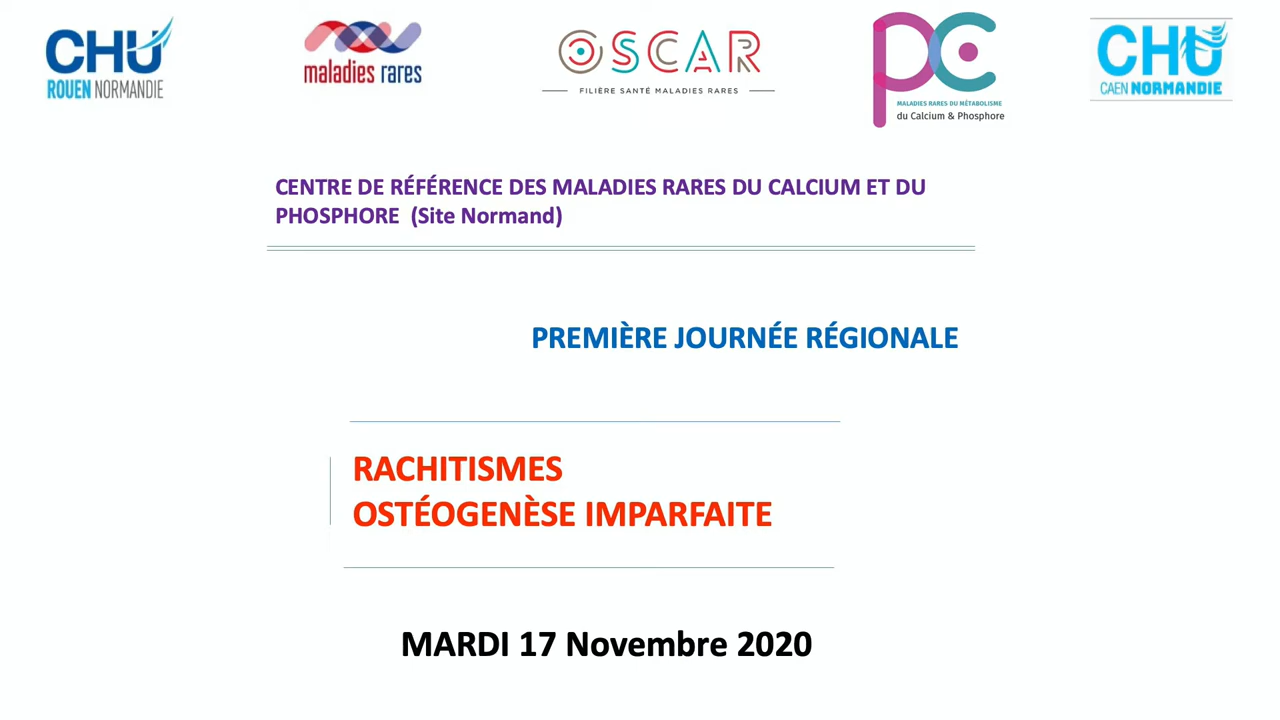 CHU
ROUEN NORMANDIE
maladies rares
OSCAR
FILIÈRE SANTÉ MALADIES RARES
PC
MALADIES RARES DU MÉTABOLISME
du Calcium & Phosphore
CHU
CAEN NORMANDIE
CENTRE DE RÉFÉRENCE DES MALADIES RARES DU CALCIUM ET DU
PHOSPHORE (Site Normand)
PREMIÈRE JOURNÉE RÉGIONALE
RACHITISMES
OSTÉOGENÈSE IMPARFAITE
MARDI 17 Novembre 2020